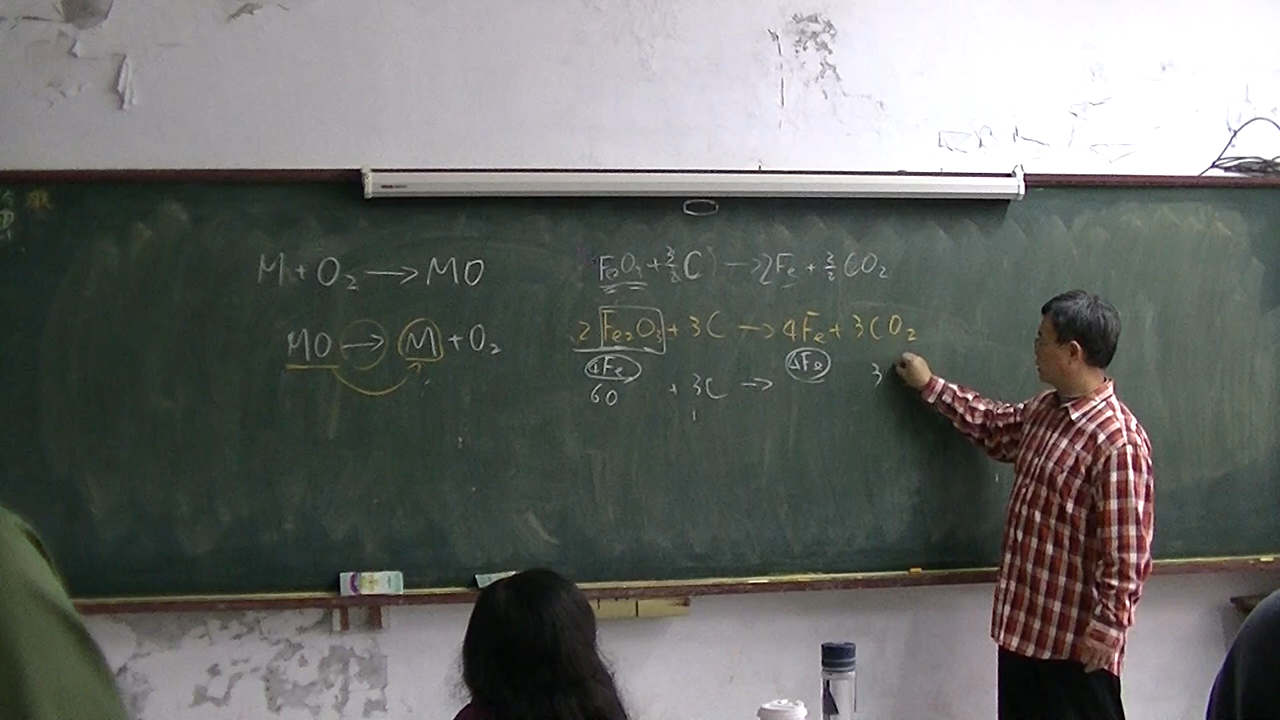 M + O₂ → MO
Fe₂O₃ + 3/2 C → 2Fe + 3/2 CO₂
MO → M + O₂
2 Fe₂O₃ + 3C → 4Fe + 3CO₂
4Fe
60 + 3C → 3